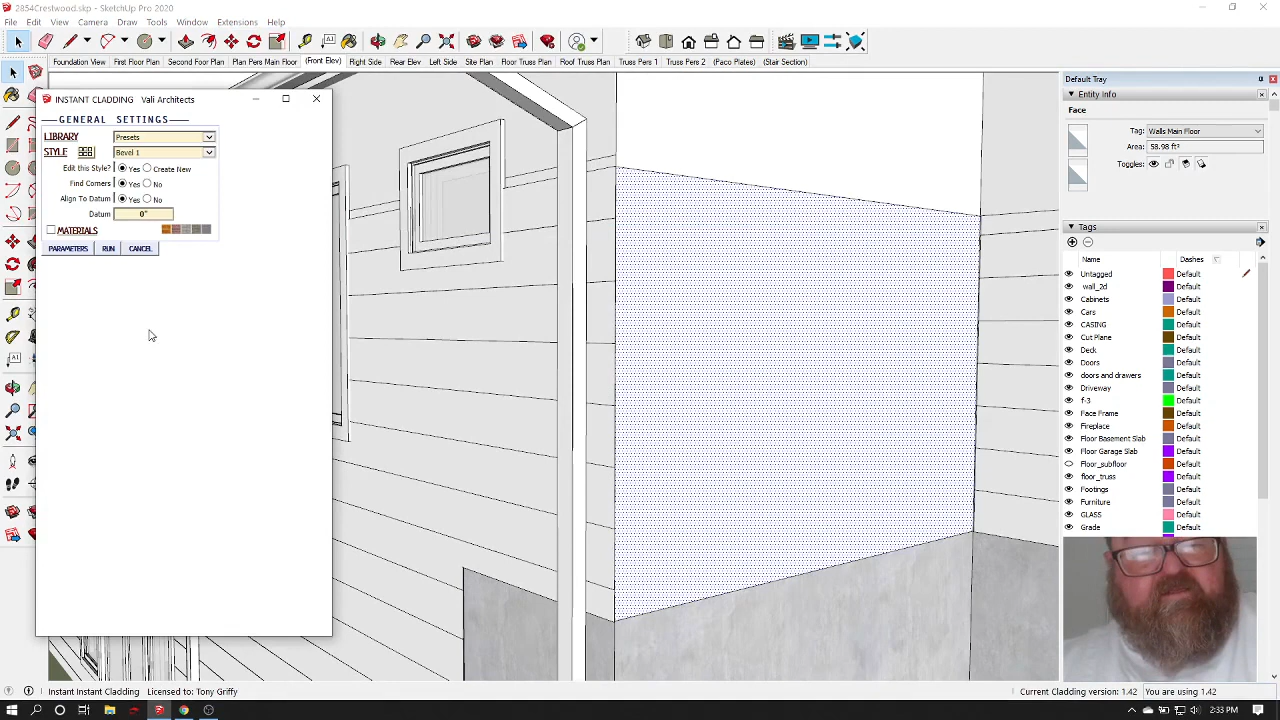 2854Crestwood.skp - SketchUp Pro 2020
File Edit View Camera Draw Tools Window Extensions Help
Foundation View First Floor Plan Second Foor Plan Plan Pers Main Floor (Front Elev) Right Side Rear Elev Left Side Site Plan Floor Truss Plan Roof Truss Plan Truss Pers 1 Truss Pers 2 (Paco Plates) (Stair Section)
INSTANT CLADDING Vali Architects
GENERAL SETTINGS
LIBRARY Presets
STYLE Bevel 1
Edit this Style? Yes Create New
Find Corners Yes No
Align To Datum Yes No
Datum 0"
MATERIALS
PARAMETERS RUN CANCEL
Default Tray
Entity Info
Face
Tag: Walls Main Floor
Area: 58.98 ft²
Toggles:
Tags
Name Dashes
Untagged Default
wall_2d Default
Cabinets Default
Cars Default
CASING Default
Cut Plane Default
Deck Default
Doors Default
doors and drawers Default
Driveway Default
f-3 Default
Face Frame Default
Fireplace Default
Floor Basement Slab Default
Floor Garage Slab Default
Floor_subfloor Default
floor_truss Default
Footings Default
Furniture Default
GLASS Default
Grade Default
Instant Instant Cladding Licensed to: Tony Griffy
Current Cladding version: 1.42 You are using 1.42
2:33 PM